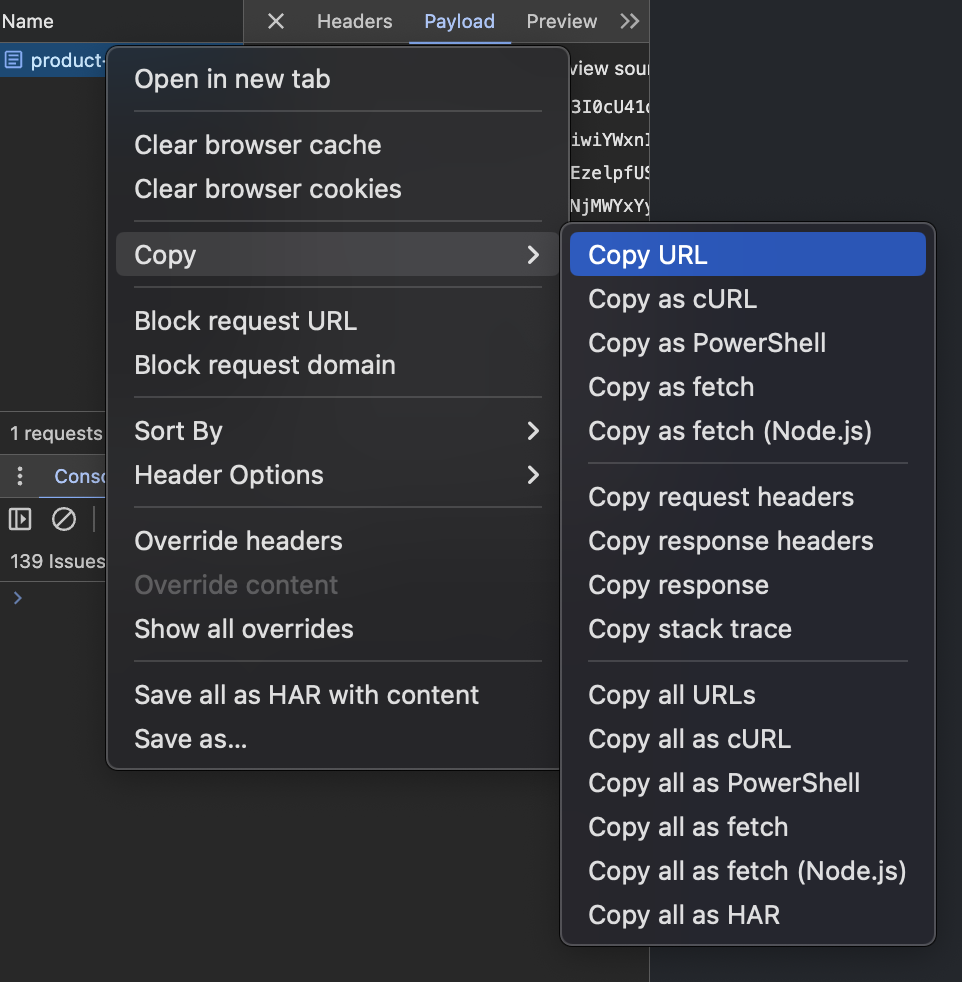 Name
Headers Payload Preview
product-
view sou
3I0cU41
iwiYWxn
EzelpfUS
NjMWYxYy
Open in new tab
Clear browser cache
Clear browser cookies
Copy
Block request URL
Block request domain
Sort By
Header Options
Override headers
Override content
Show all overrides
Save all as HAR with content
Save as...
Copy URL
Copy as cURL
Copy as PowerShell
Copy as fetch
Copy as fetch (Node.js)
Copy request headers
Copy response headers
Copy response
Copy stack trace
Copy all URLs
Copy all as cURL
Copy all as PowerShell
Copy all as fetch
Copy all as fetch (Node.js)
Copy all as HAR
1 requests
Conso
139 Issues